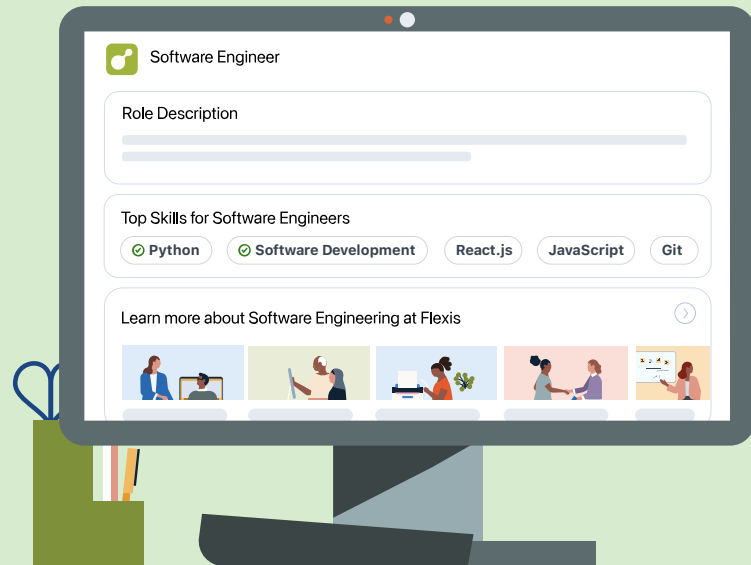 Software Engineer
Role Description
Top Skills for Software Engineers
Python Software Development React.js JavaScript Git
Learn more about Software Engineering at Flexis